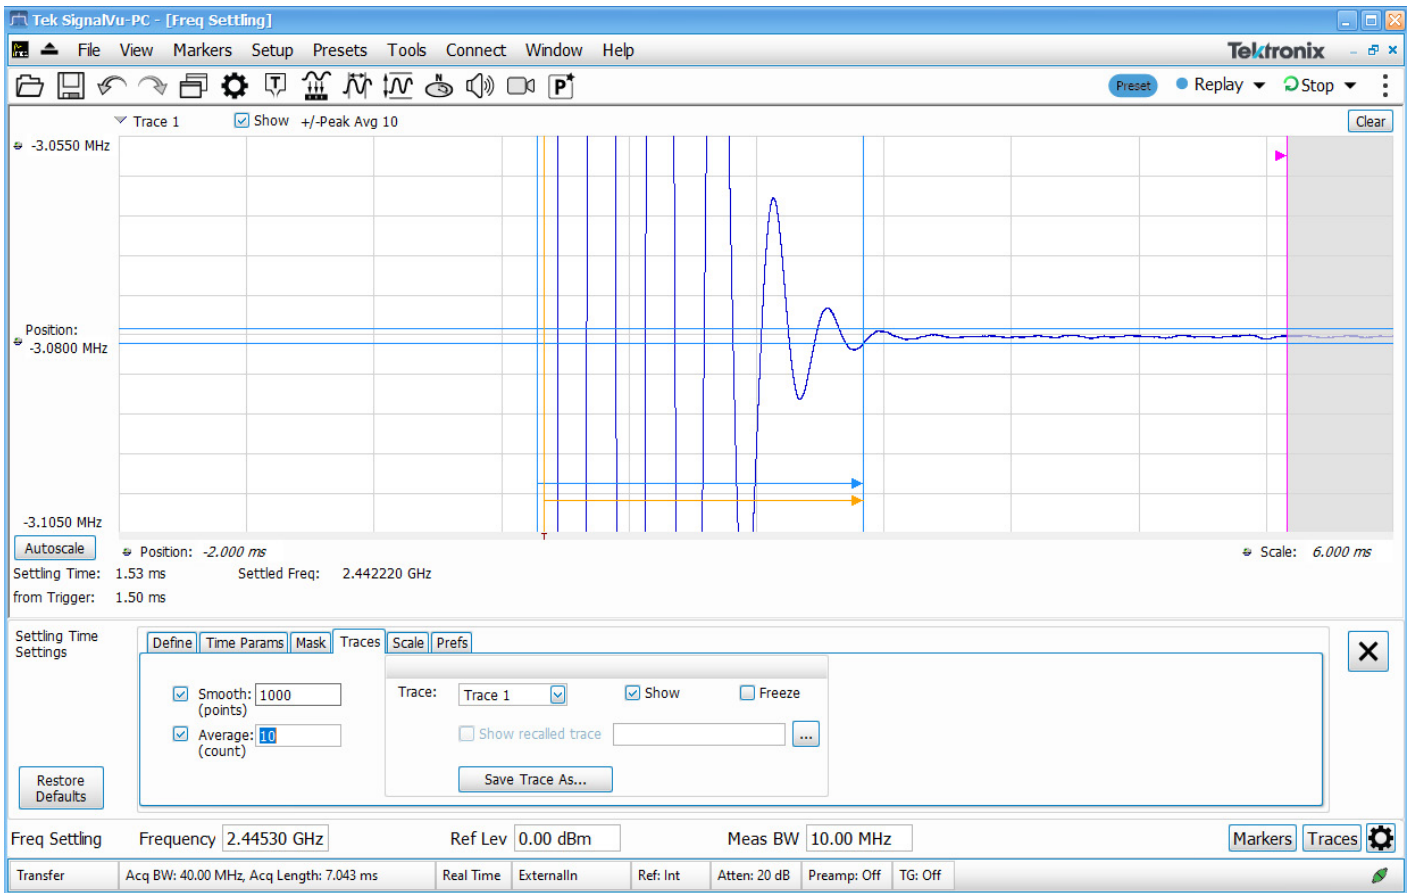 Tek SignalVu-PC - [Freq Settling]
File View Markers Setup Presets Tools Connect Window Help Tektronix
T N P Preset Replay Stop
Trace 1 Show +/-Peak Avg 10 Clear
-3.0550 MHz
Position:
-3.0800 MHz
-3.1050 MHz
T
Autoscale Position: -2.000 ms Scale: 6.000 ms
Settling Time: 1.53 ms Settled Freq: 2.442220 GHz
from Trigger: 1.50 ms
Settling Time
Settings
Define Time Params Mask Traces Scale Prefs
Smooth: 1000
(points)
Average: 10
(count)
Trace: Trace 1 Show Freeze
Show recalled trace ...
Save Trace As...
Restore
Defaults
Freq Settling Frequency 2.44530 GHz Ref Lev 0.00 dBm Meas BW 10.00 MHz Markers Traces
Transfer Acq BW: 40.00 MHz, Acq Length: 7.043 ms Real Time ExternalIn Ref: Int Atten: 20 dB Preamp: Off TG: Off